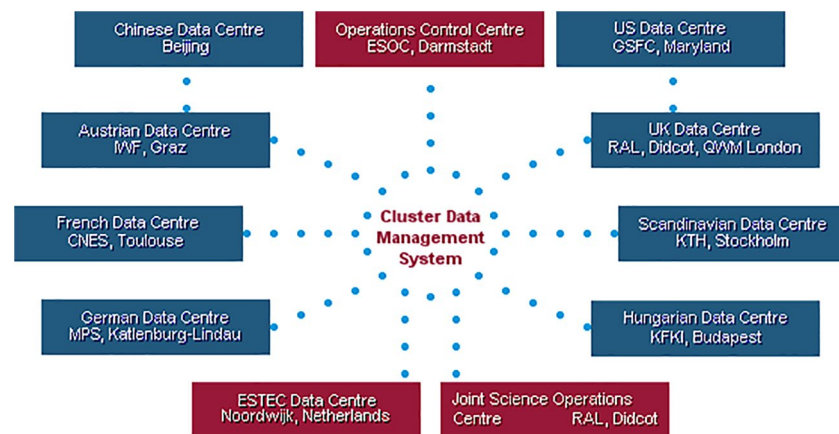 Chinese Data Centre
Beijing
Operations Control Centre
ESOC, Darmstadt
US Data Centre
GSFC, Maryland
Austrian Data Centre
IWF, Graz
UK Data Centre
RAL, Didcot, QWM London
Cluster Data
Management
System
French Data Centre
CNES, Toulouse
Scandinavian Data Centre
KTH, Stockholm
German Data Centre
MPS, Katlenburg-Lindau
Hungarian Data Centre
KFKI, Budapest
ESTEC Data Centre
Noordwijk, Netherlands
Joint Science Operations
Centre RAL, Didcot